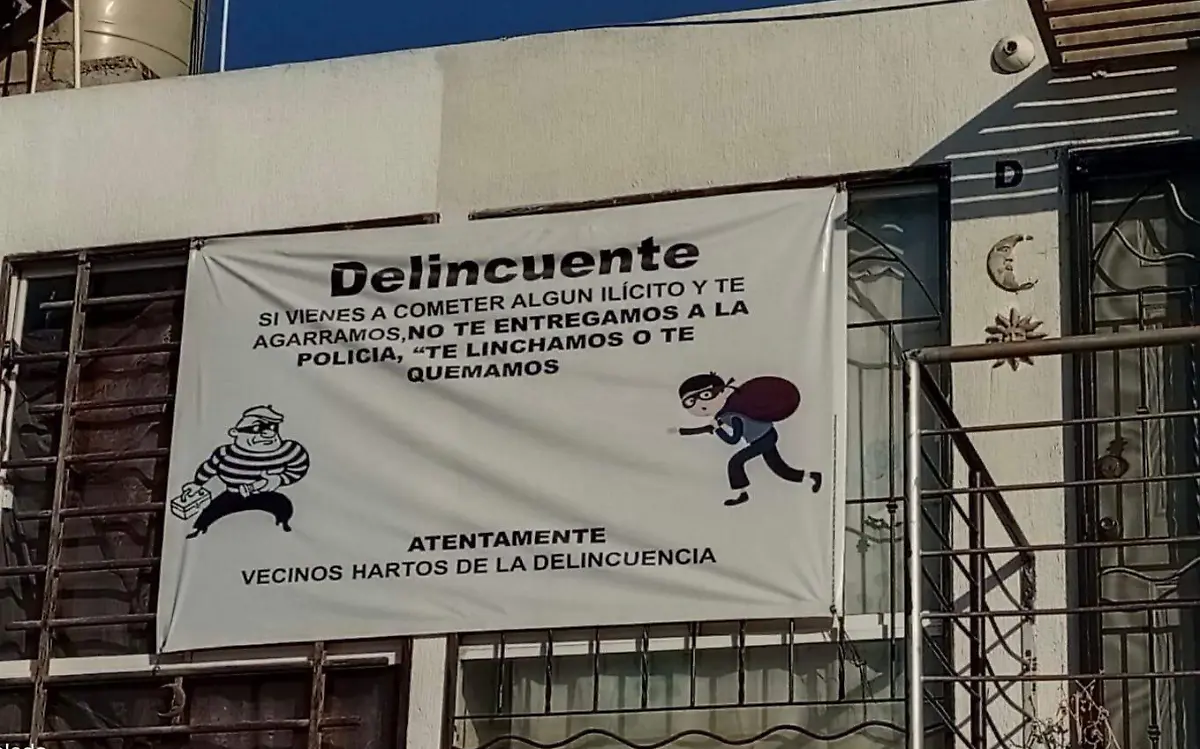 D
Delincuente
SI VIENES A COMETER ALGUN ILÍCITO Y TE
AGARRAMOS,NO TE ENTREGAMOS A LA
POLICIA, “TE LINCHAMOS O TE
QUEMAMOS
ATENTAMENTE
VECINOS HARTOS DE LA DELINCUENCIA